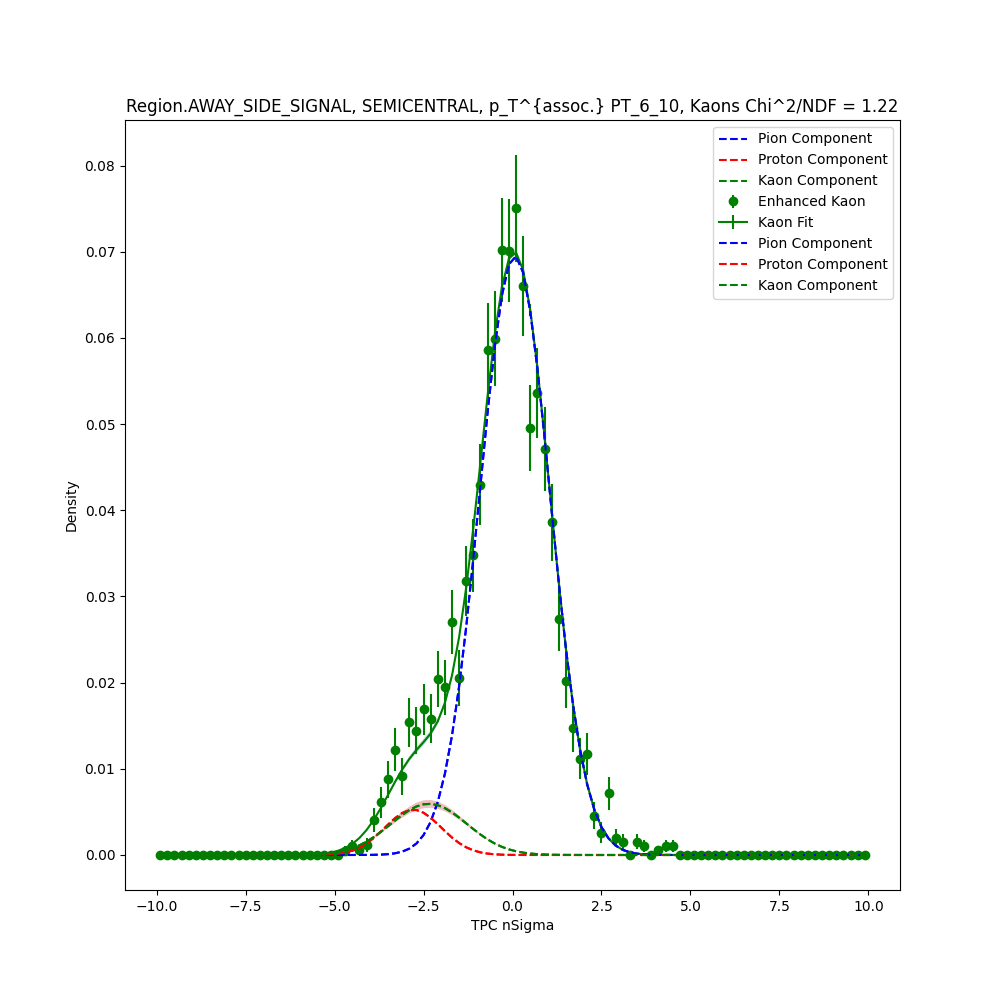 Region.AWAY_SIDE_SIGNAL, SEMICENTRAL, p_T^{assoc.} PT_6_10, Kaons Chi^2/NDF = 1.22
Pion Component
Proton Component
Kaon Component
Enhanced Kaon
Kaon Fit
Pion Component
Proton Component
Kaon Component
0.08
0.07
0.06
0.05
0.04
0.03
0.02
0.01
0.00
Density
−10.0 −7.5 −5.0 −2.5 0.0 2.5 5.0 7.5 10.0
TPC nSigma